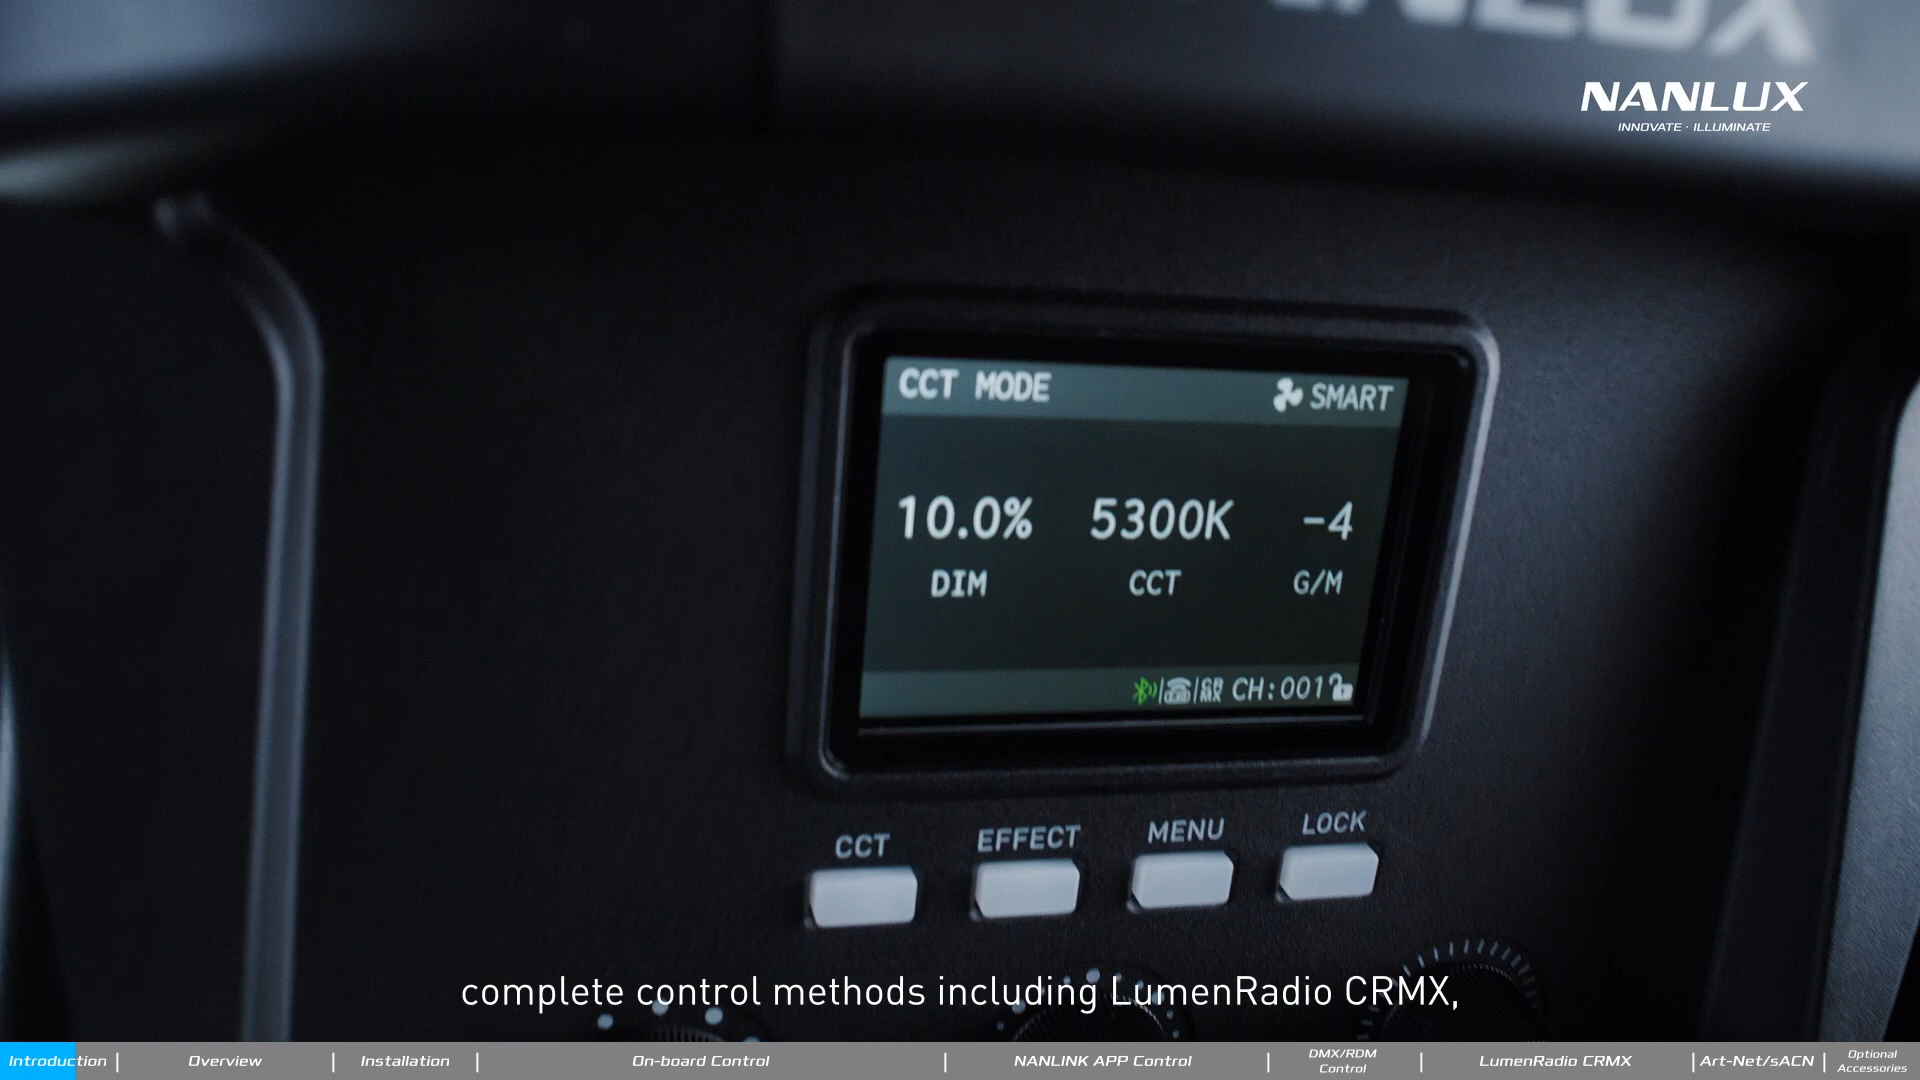 NANLUX
INNOVATE · ILLUMINATE
CCT MODE
SMART
10.0% 5300K -4
DIM CCT G/M
CRMX CH:001
CCT EFFECT MENU LOCK
complete control methods including LumenRadio CRMX,
Introduction | Overview | Installation | On-board Control | NANLINK APP Control | DMX/RDM Control | LumenRadio CRMX | Art-Net/sACN | Optional Accessories